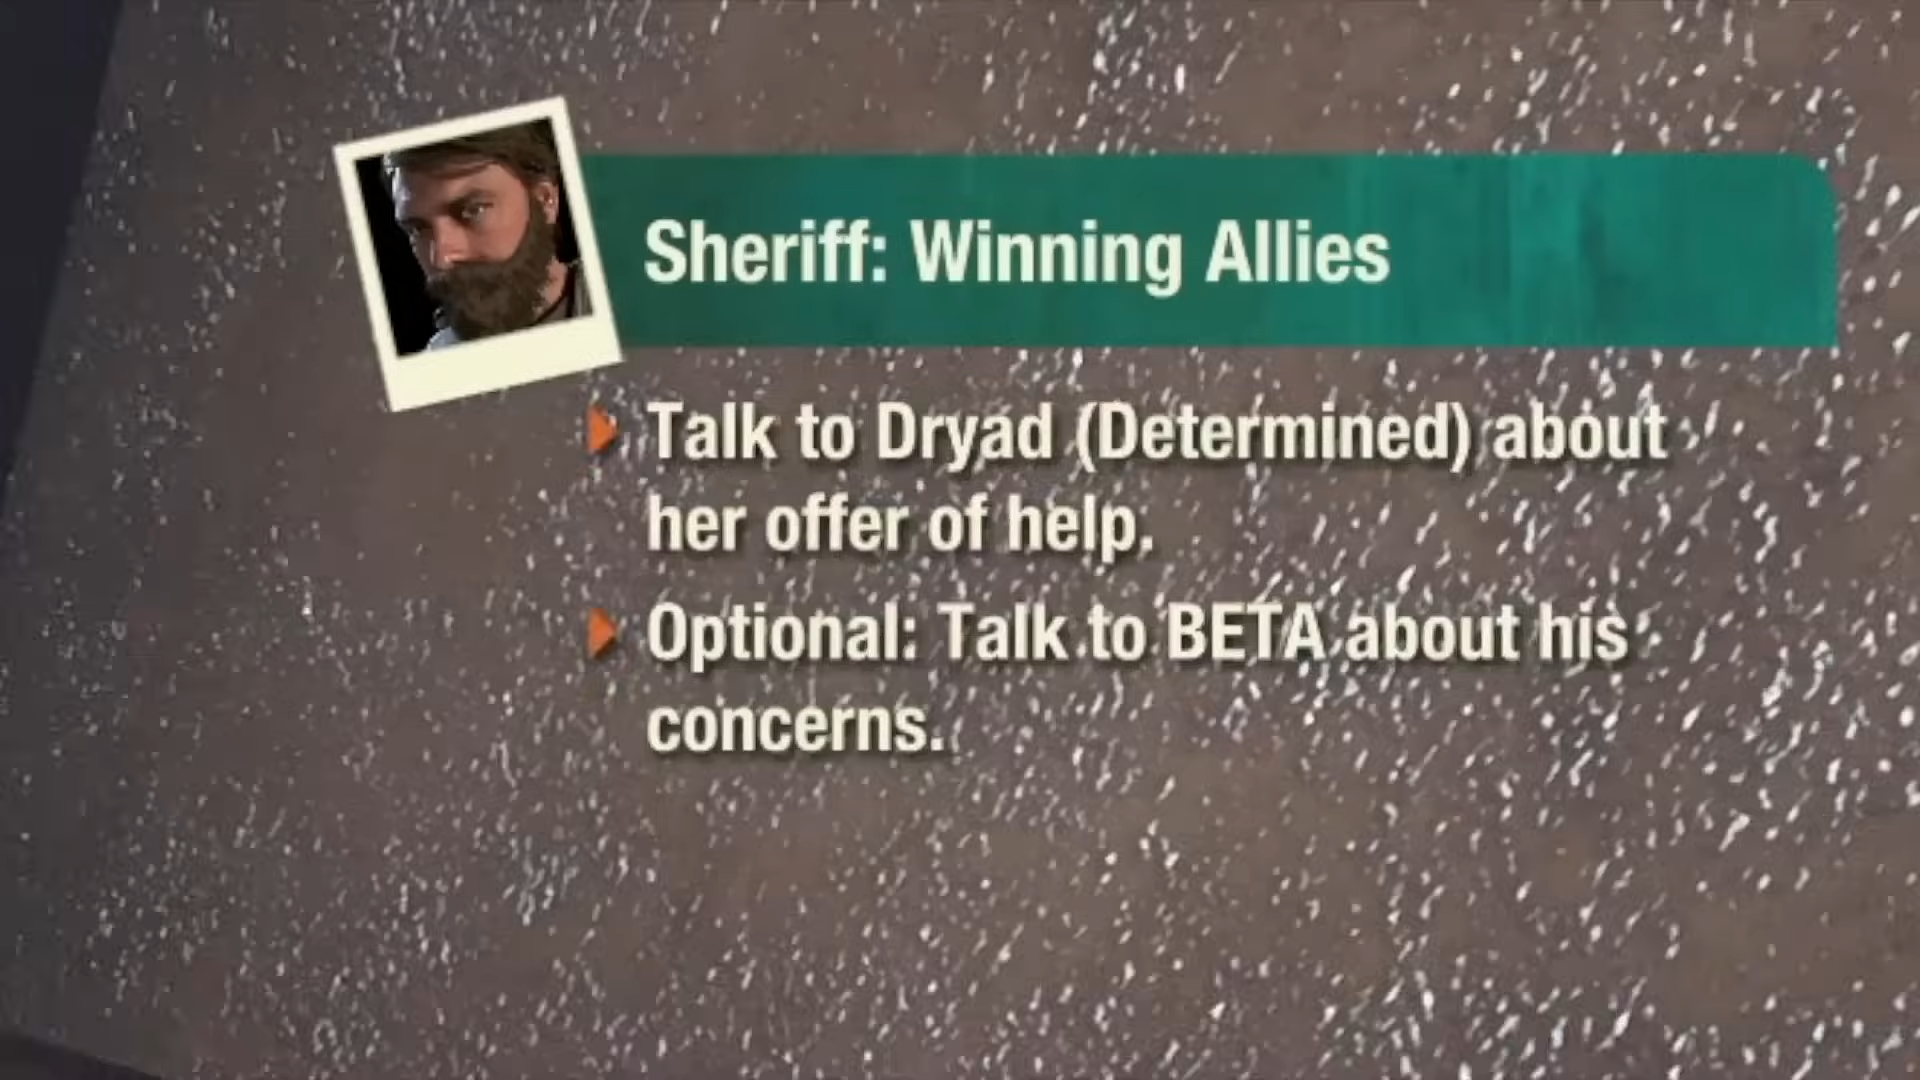 Sheriff: Winning Allies
Talk to Dryad (Determined) about
her offer of help.
Optional: Talk to BETA about his
concerns.